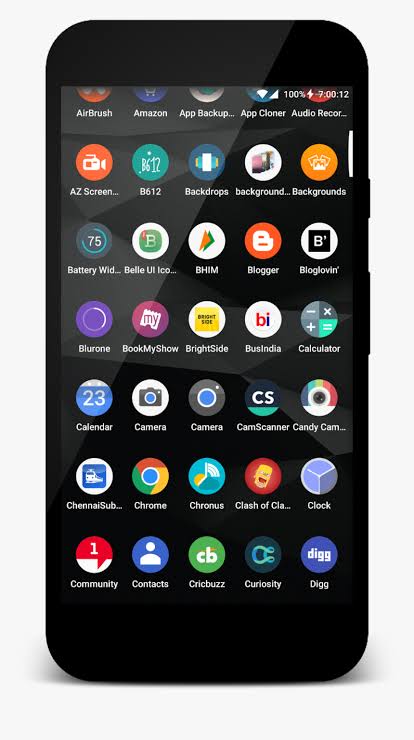 100% 7:00:12
AirBrush Amazon App Backup... App Cloner Audio Recor...
B612
AZ Screen... B612 Backdrops background... Backgrounds
75 B B'
Battery Wid... Belle UI Ico... BHIM Blogger Bloglovin'
my BRIGHT SIDE bi
Blurone BookMyShow BrightSide BusIndia Calculator
23 CS
Calendar Camera Camera CamScanner Candy Cam...
ChennaiSub... Chrome Chronus Clash of Cla... Clock
1 cb digg
Community Contacts Cricbuzz Curiosity Digg